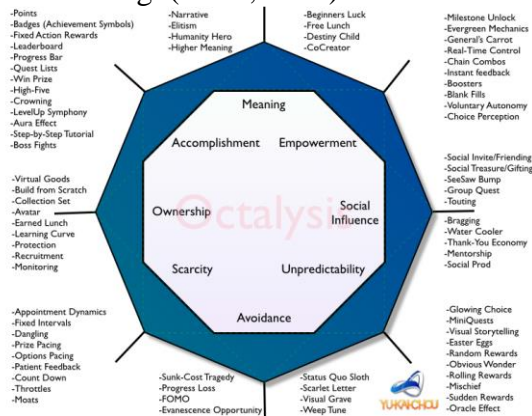 -Points
-Badges (Achievement Symbols)
-Fixed Action Rewards
-Leaderboard
-Progress Bar
-Quest Lists
-Win Prize
-High-Five
-Crowning
-LevelUp Symphony
-Aura Effect
-Step-by-Step Tutorial
-Boss Fights
-Narrative
-Elitism
-Humanity Hero
-Higher Meaning
-Beginners Luck
-Free Lunch
-Destiny Child
-CoCreator
-Milestone Unlock
-Evergreen Mechanics
-General's Carrot
-Real-Time Control
-Chain Combos
-Instant feedback
-Boosters
-Blank Fills
-Voluntary Autonomy
-Choice Perception
Meaning
Accomplishment
Empowerment
Octalysis
Ownership
Social
Influence
Scarcity
Unpredictability
Avoidance
-Virtual Goods
-Build from Scratch
-Collection Set
-Avatar
-Earned Lunch
-Learning Curve
-Protection
-Recruitment
-Monitoring
-Social Invite/Friending
-Social Treasure/Gifting
-SeeSaw Bump
-Group Quest
-Touting
-Bragging
-Water Cooler
-Thank-You Economy
-Mentorship
-Social Prod
-Appointment Dynamics
-Fixed Intervals
-Dangling
-Prize Pacing
-Options Pacing
-Patient Feedback
-Count Down
-Throttles
-Moats
-Sunk-Cost Tragedy
-Progress Loss
-FOMO
-Evanescence Opportunity
-Status Quo Sloth
-Scarlet Letter
-Visual Grave
-Weep Tune
-Glowing Choice
-MiniQuests
-Visual Storytelling
-Easter Eggs
-Random Rewards
-Obvious Wonder
-Rolling Rewards
-Mischief
-Sudden Rewards
-Oracle Effect
YUKAICHOU